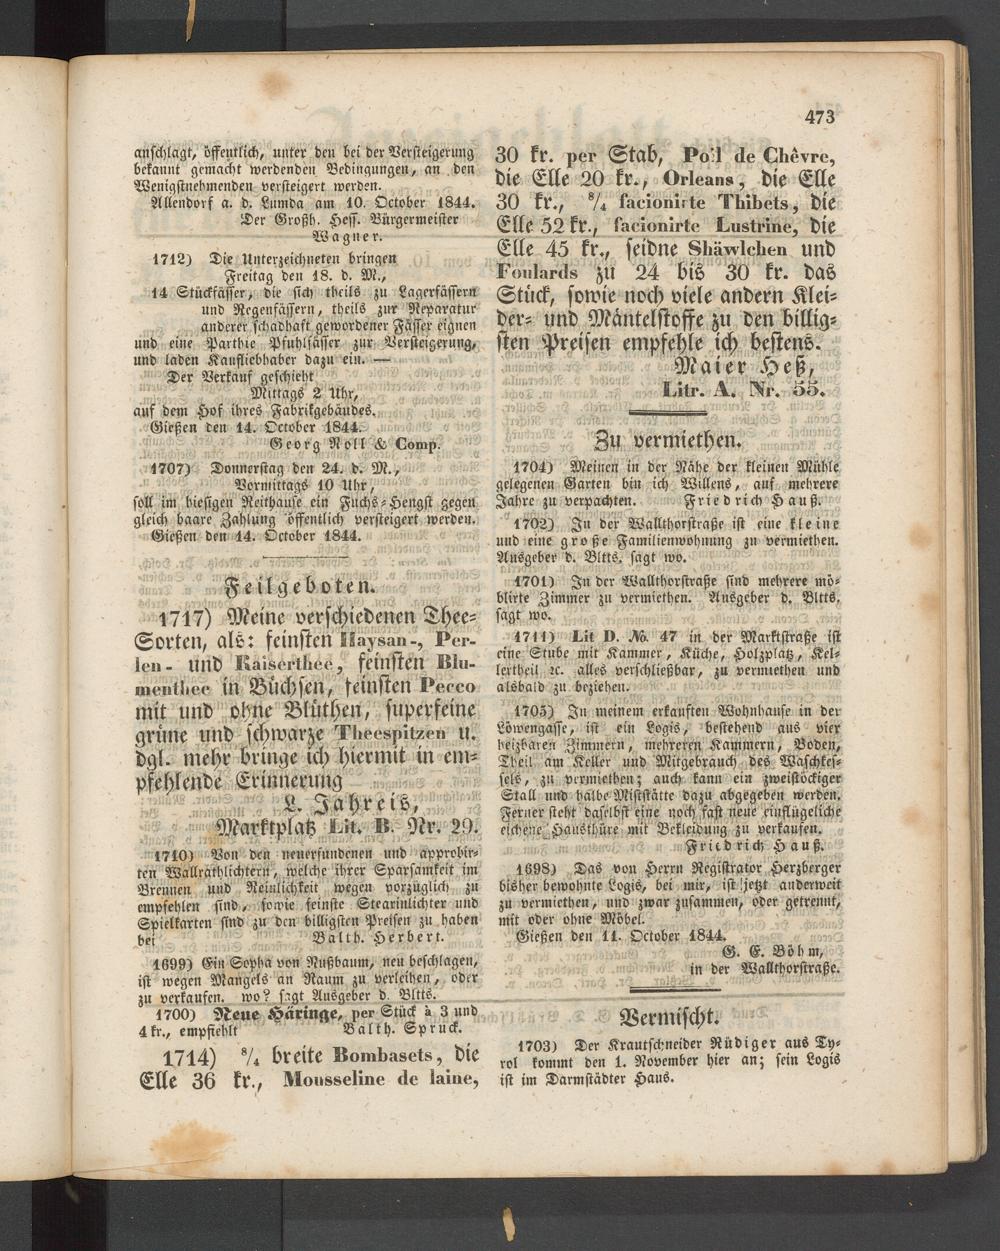 473
anschlagt, öffentlich, unter den bei der Versteigerung
bekannt gemacht werdenden Bedingungen, an den
Wenigstnehmenden versteigert werden.
Allendorf a. d. Lumda am 10. October 1844.
Der Großh. Hess. Bürgermeister
Wagner.
1712) Die Unterzeichneten bringen
Freitag den 18. d. M.,
14 Stückfässer, die sich theils zu Lagerfässern
und Regenfässern, theils zur Reparatur
anderer schadhaft gewordener Fässer eignen
und eine Parthie Pfuhlfässer zur Versteigerung,
und laden Kaufliebhaber dazu ein. —
Der Verkauf geschieht
Mittags 2 Uhr,
auf dem Hof ihres Fabrikgebäudes.
Gießen den 14. October 1844.
Georg Noll & Comp.
1707) Donnerstag den 24. d. M.,
Vormittags 10 Uhr,
soll im hiesigen Reithause ein Fuchs=Hengst gegen
gleich baare Zahlung öffentlich versteigert werden.
Gießen den 14. October 1844.
Feilgeboten.
1717) Meine verschiedenen Thee=
Sorten, als: feinsten Haysan-, Per-
len- und Kaiserthee, feinsten Blu-
menthee in Büchsen, feinsten Pecco
mit und ohne Blüthen, superfeine
grüne und schwarze Theespitzen u.
dgl. mehr bringe ich hiermit in em=
pfehlende Erinnerung
L. Jahreis,
Marktplatz Lit. B. Nr. 29.
1710) Von den neuerfundenen und approbir=
ten Wallrathlichtern, welche ihrer Sparsamkeit im
Brennen und Reinlichkeit wegen vorzüglich zu
empfehlen sind, sowie feinste Stearinlichter und
Spielkarten sind zu den billigsten Preisen zu haben
bei Balth. Herbert.
1699) Ein Sopha von Nußbaum, neu beschlagen,
ist wegen Mangels an Raum zu verleihen, oder
zu verkaufen. wo? sagt Ausgeber d. Bltts.
1700) Neue Häringe, per Stück à 3 und
4 kr., empfiehlt Balth. Spruck.
1714) 8/4 breite Bombasets, die
Elle 36 kr., Mousseline de laine,
30 kr. per Stab, Poil de Chêvre,
die Elle 20 kr., Orleans, die Elle
30 kr., 8/4 facionirte Thibets, die
Elle 52 kr., facionirte Lustrine, die
Elle 45 kr., seidne Shäwlchen und
Foulards zu 24 bis 30 kr. das
Stück, sowie noch viele andern Klei=
der= und Mäntelstoffe zu den billig=
sten Preisen empfehle ich bestens.
Maier Heß,
Litr. A. Nr. 55.
Zu vermiethen.
1704) Meinen in der Nähe der kleinen Mühle
gelegenen Garten bin ich Willens, auf mehrere
Jahre zu verpachten. Friedrich Hauß.
1702) In der Wallthorstraße ist eine kleine
und eine große Familienwohnung zu vermiethen.
Ausgeber d. Bltts. sagt wo.
1701) In der Wallthorstraße sind mehrere mö=
blirte Zimmer zu vermiethen. Ausgeber d. Bltts.
sagt wo.
1711) Lit D. No. 47 in der Marktstraße ist
eine Stube mit Kammer, Küche, Holzplatz, Kel=
lertheil ꝛc. alles verschließbar, zu vermiethen und
alsbald zu beziehen.
1705) In meinem erkauften Wohnhause in der
Löwengasse, ist ein Logis, bestehend aus vier
heizbaren Zimmern, mehreren Kammern, Boden,
Theil am Keller und Mitgebrauch des Waschkes=
sels, zu vermiethen; auch kann ein zweistöckiger
Stall und halbe Miststätte dazu abgegeben werden.
Ferner steht daselbst eine noch fast neue einflügeliche
eichene Hausthüre mit Bekleidung zu verkaufen.
Friedrich Hauß.
1698) Das von Herrn Registrator Herzberger
bisher bewohnte Logis, bei mir, ist jetzt anderweit
zu vermiethen, und zwar zusammen, oder getrennt,
mit oder ohne Möbel.
Gießen den 11. October 1844.
G. E. Böhm,
in der Wallthorstraße.
Vermischt.
1703) Der Krautschneider Rüdiger aus Ty=
rol kommt den 1. November hier an; sein Logis
ist im Darmstädter Haus.